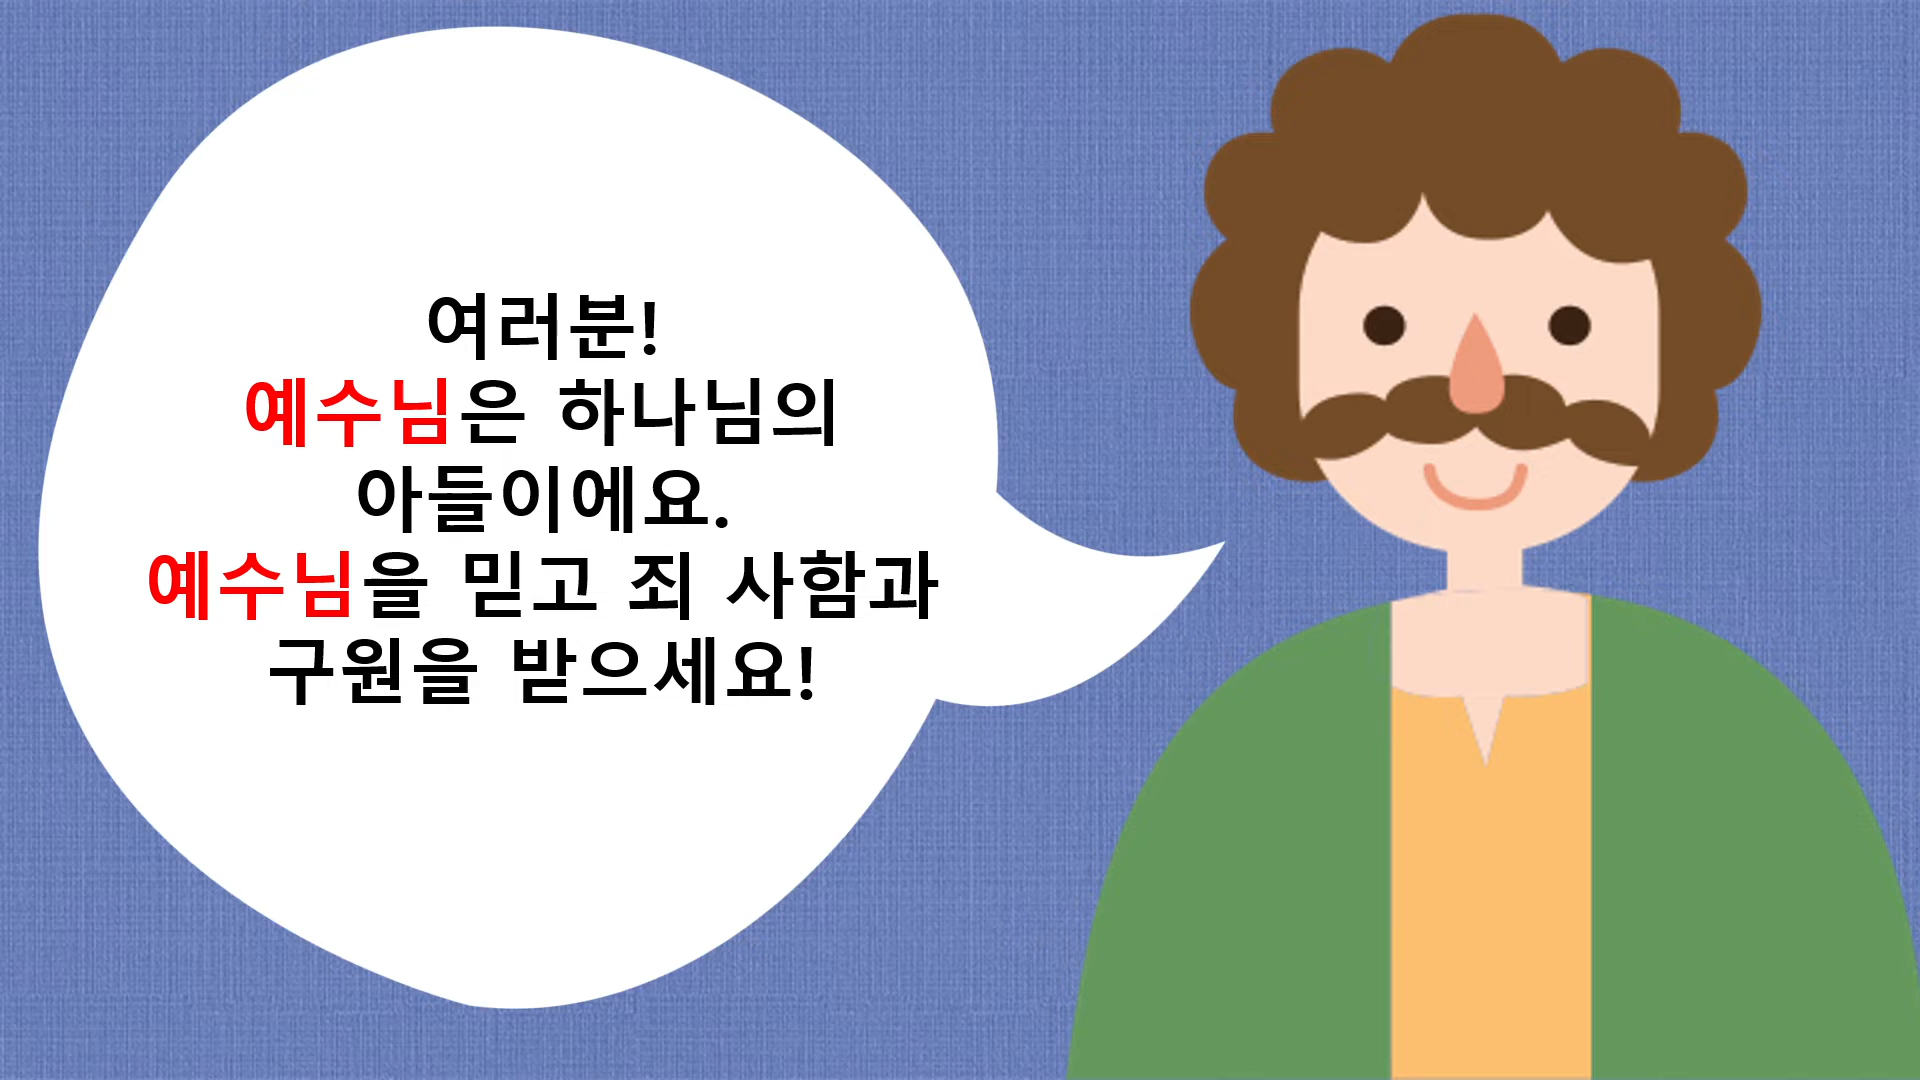 여러분!
예수님은 하나님의
아들이에요.
예수님을 믿고 죄 사함과
구원을 받으세요!